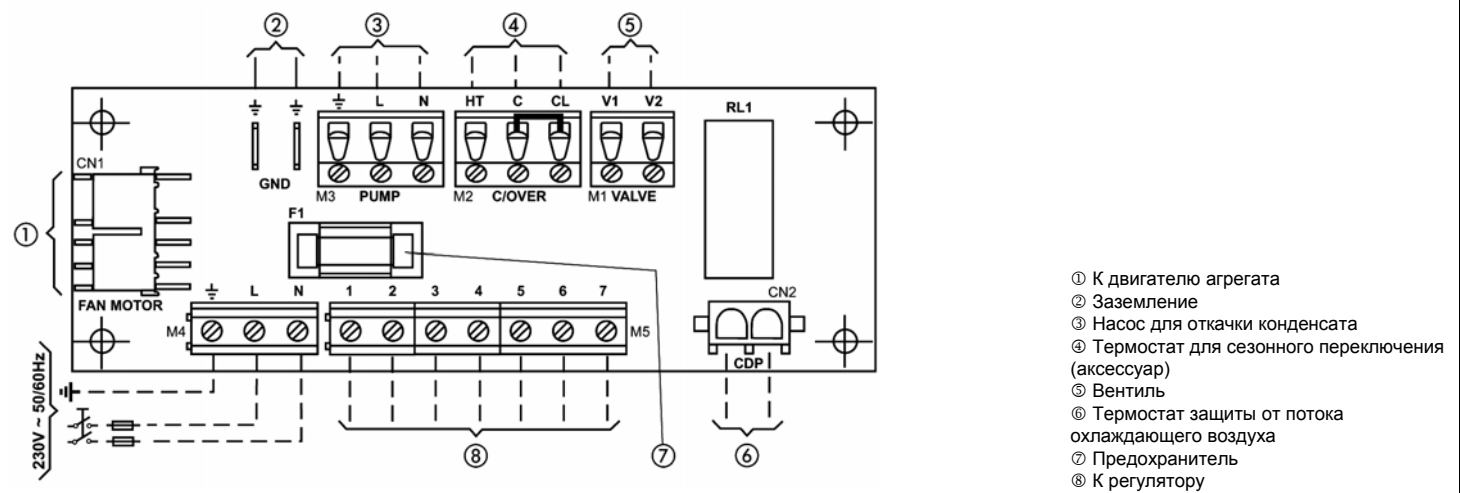 ② ③ ④ ⑤
L N HT C CL V1 V2
RL1
CN1
GND
M3 PUMP M2 C/OVER M1 VALVE
F1
①
FAN MOTOR
L N 1 2 3 4 5 6 7
CN2
M4 M5
CDP
230V ~ 50/60Hz
⑧ ⑦ ⑥
① К двигателю агрегата
② Заземление
③ Насос для откачки конденсата
④ Термостат для сезонного переключения
(аксессуар)
⑤ Вентиль
⑥ Термостат защиты от потока
охлаждающего воздуха
⑦ Предохранитель
⑧ К регулятору